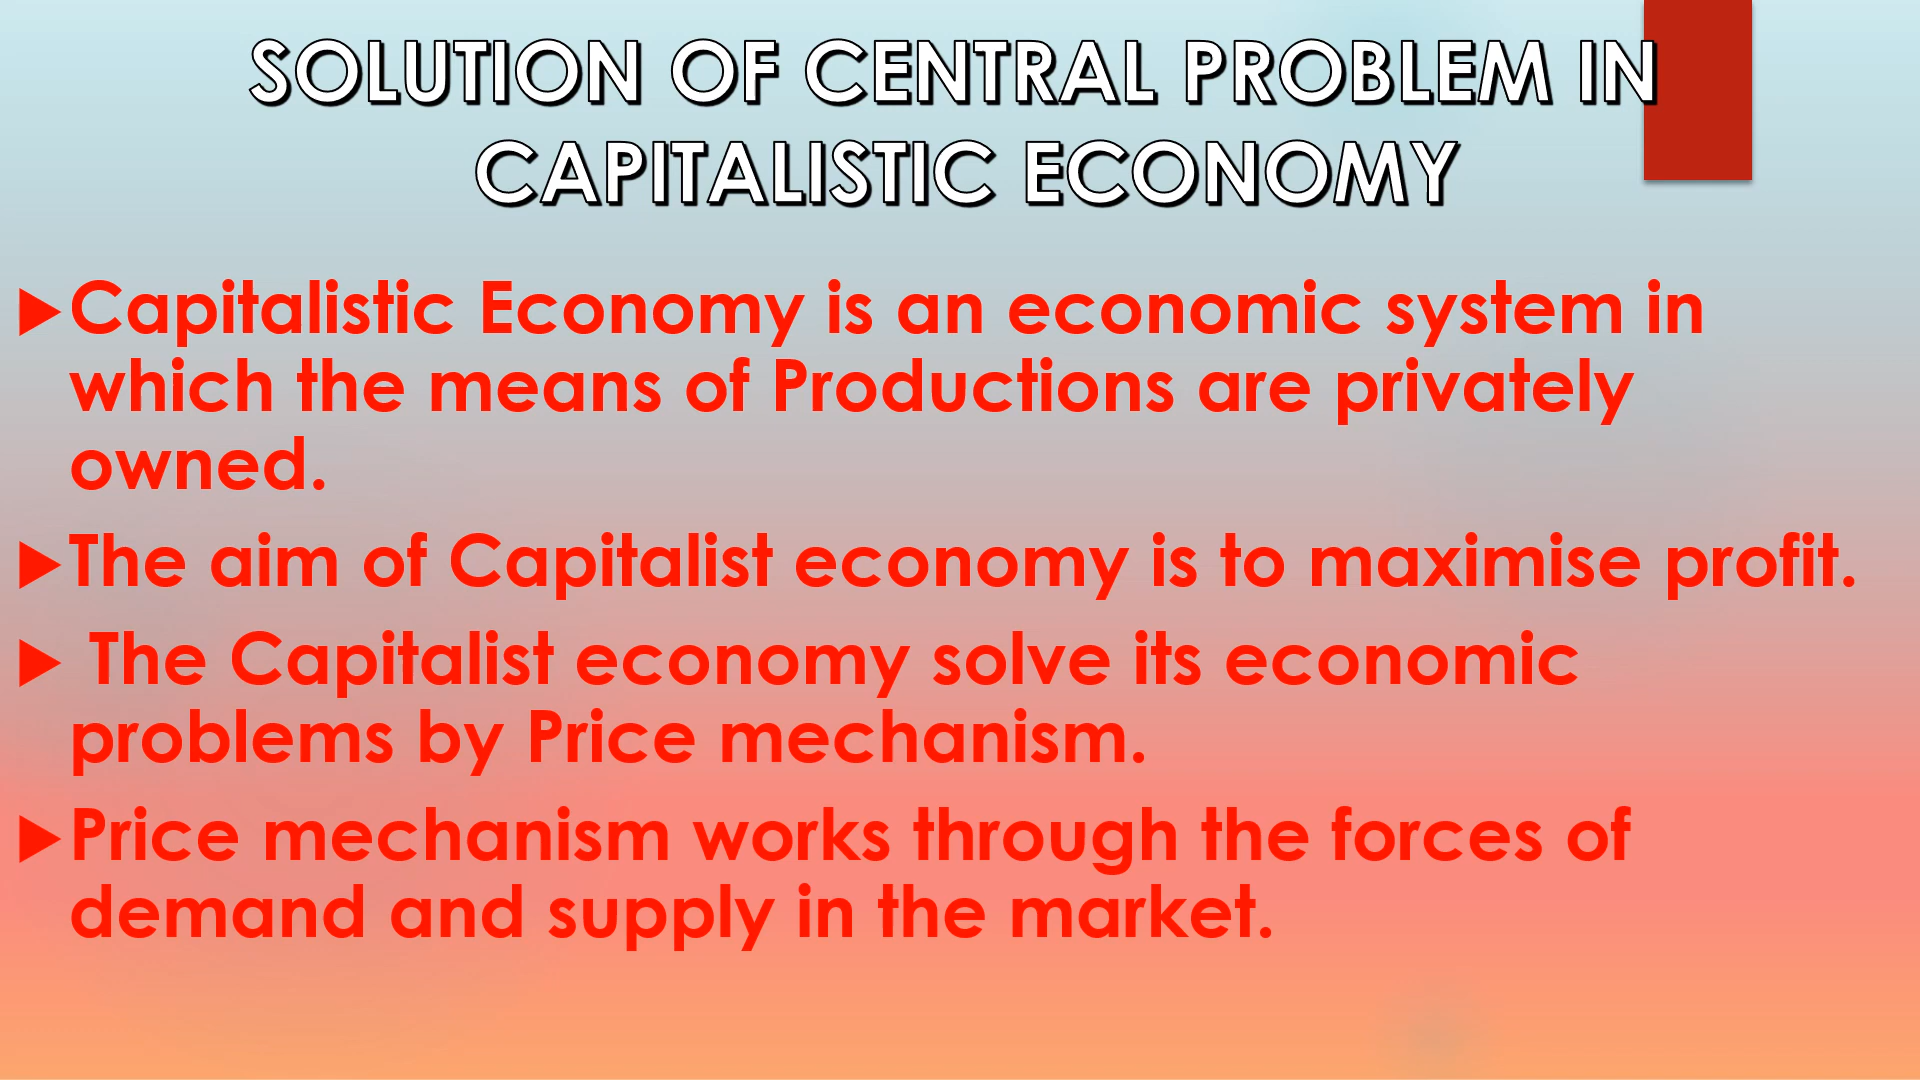 SOLUTION OF CENTRAL PROBLEM IN
CAPITALISTIC ECONOMY
Capitalistic Economy is an economic system in
which the means of Productions are privately
owned.
The aim of Capitalist economy is to maximise profit.
The Capitalist economy solve its economic
problems by Price mechanism.
Price mechanism works through the forces of
demand and supply in the market.